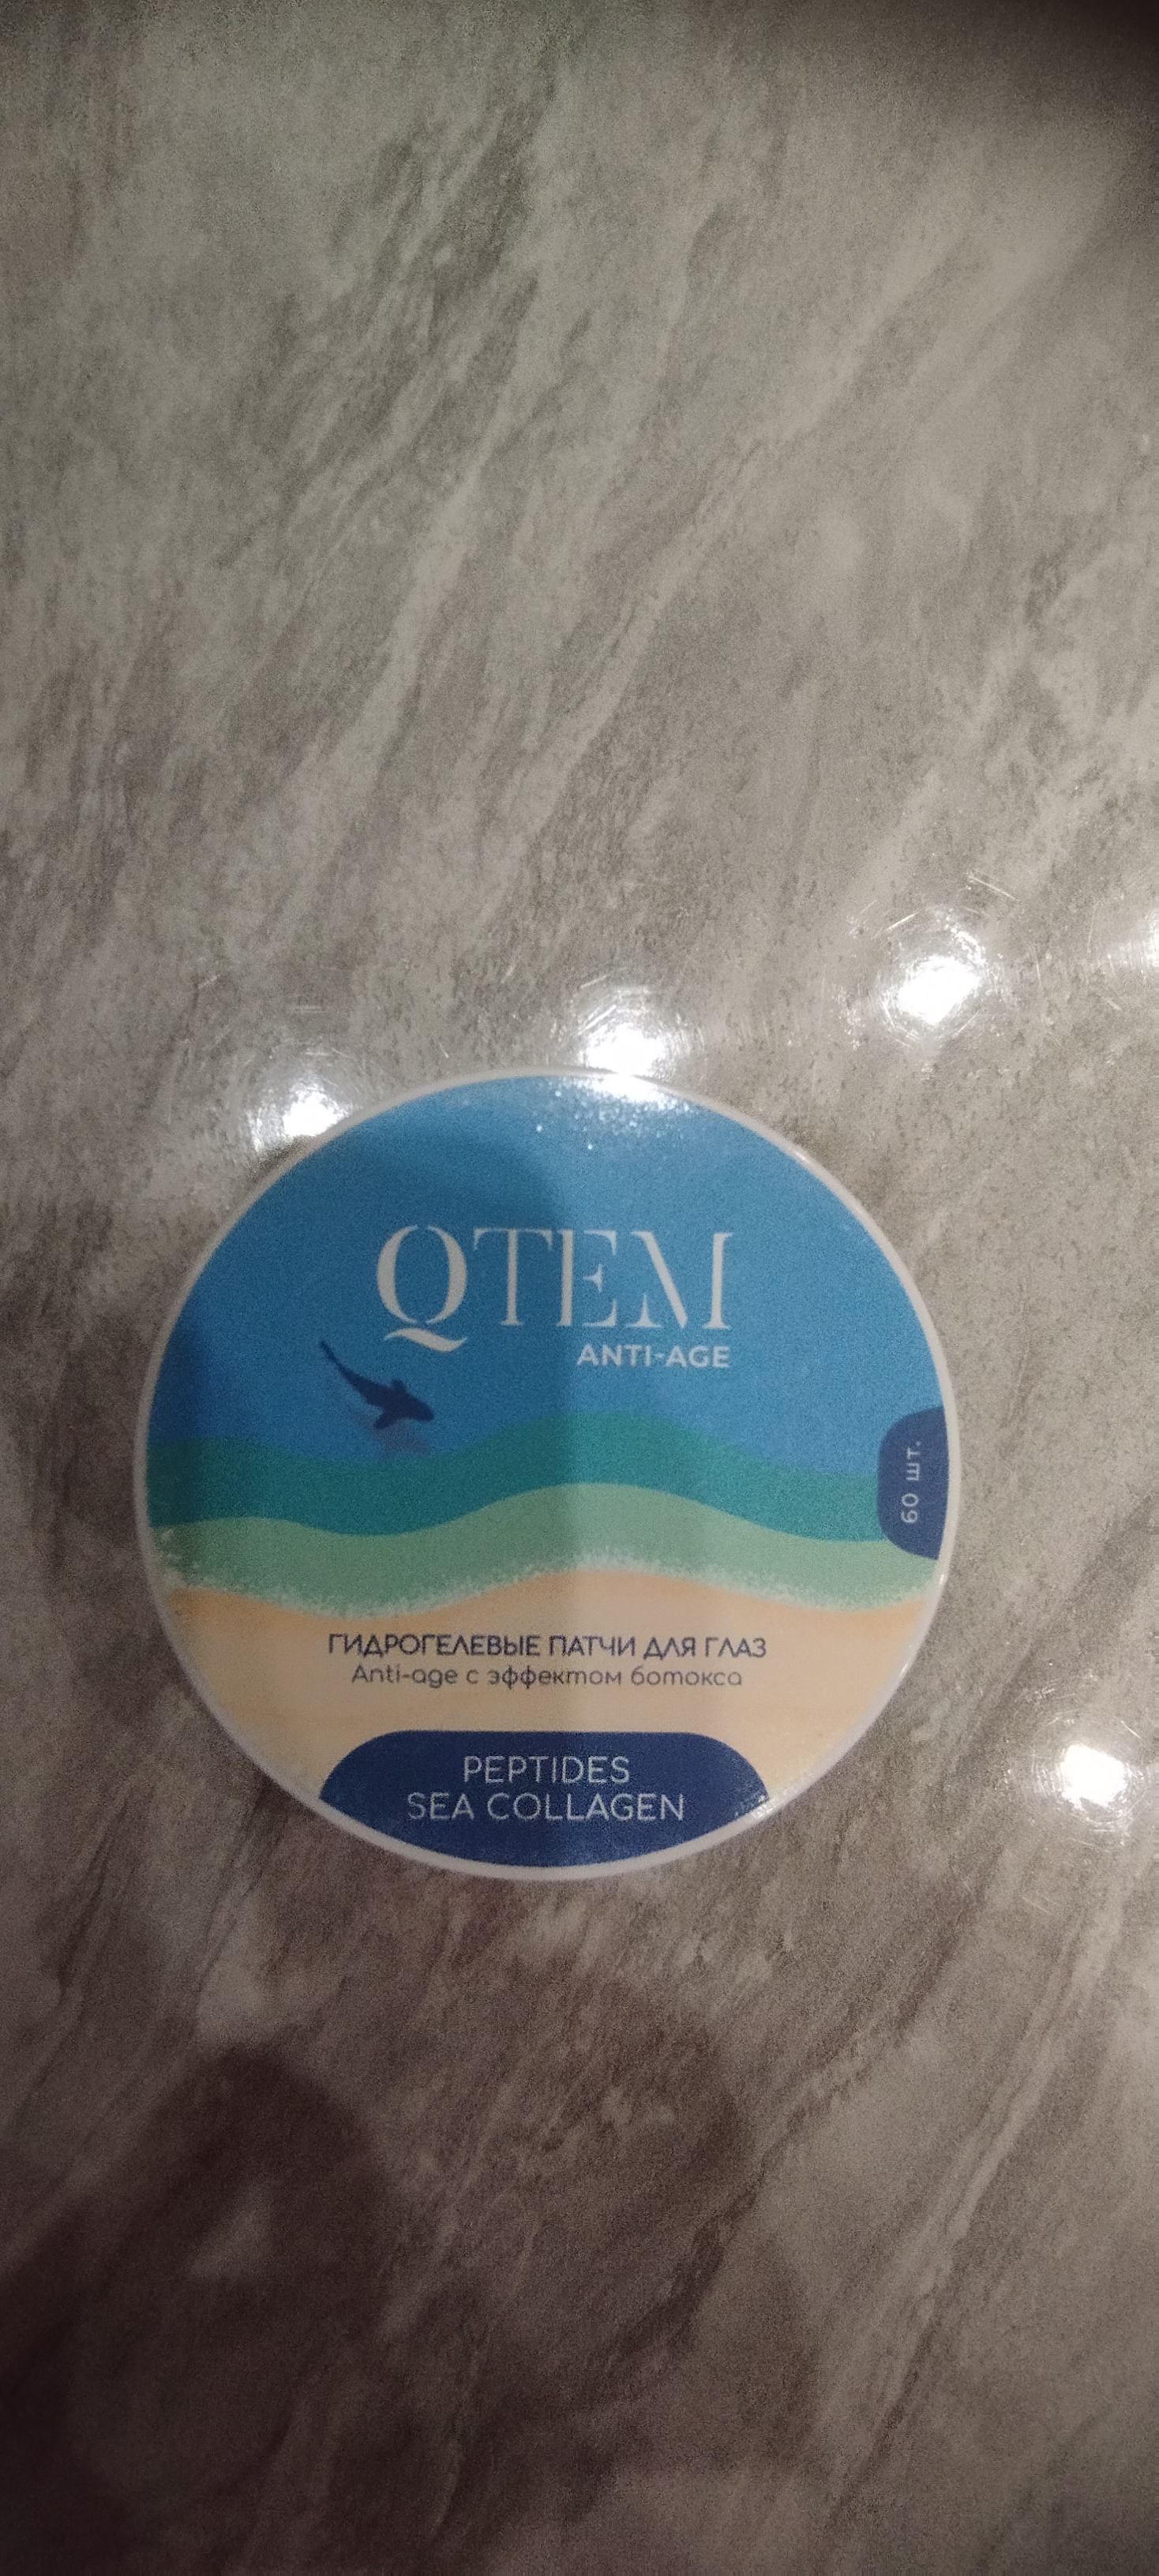 QTEM
ANTI-AGE
60 шт.
ГИДРОГЕЛЕВЫЕ ПАТЧИ ДЛЯ ГЛАЗ
Anti-age с эффектом ботокса
PEPTIDES
SEA COLLAGEN